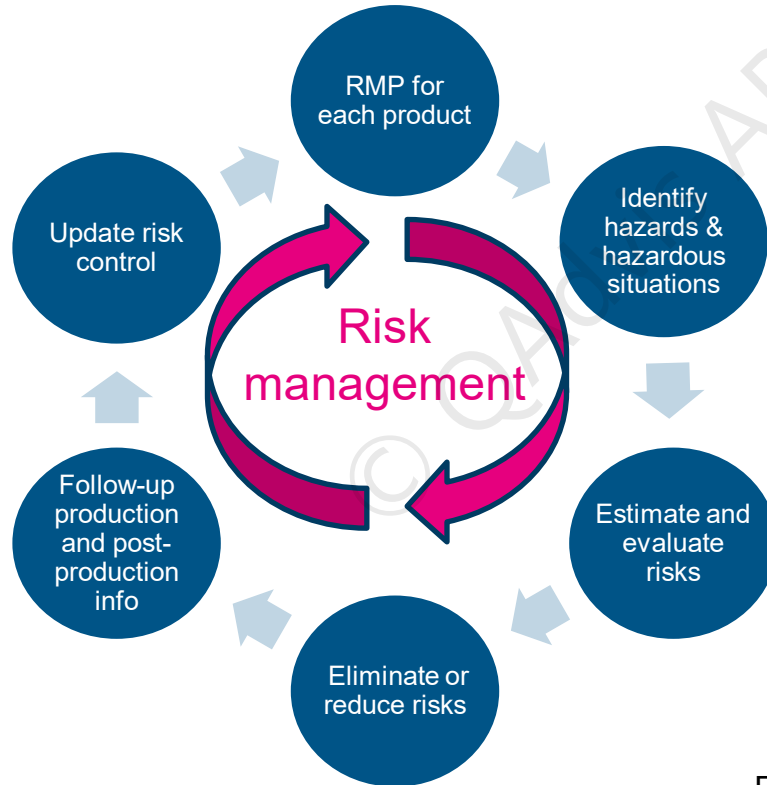 RMP for
each product
Identify
hazards &
hazardous
situations
Estimate and
evaluate
risks
Eliminate or
reduce risks
Follow-up
production
and post-
production
info
Update risk
control
Risk
management
© QAdvis